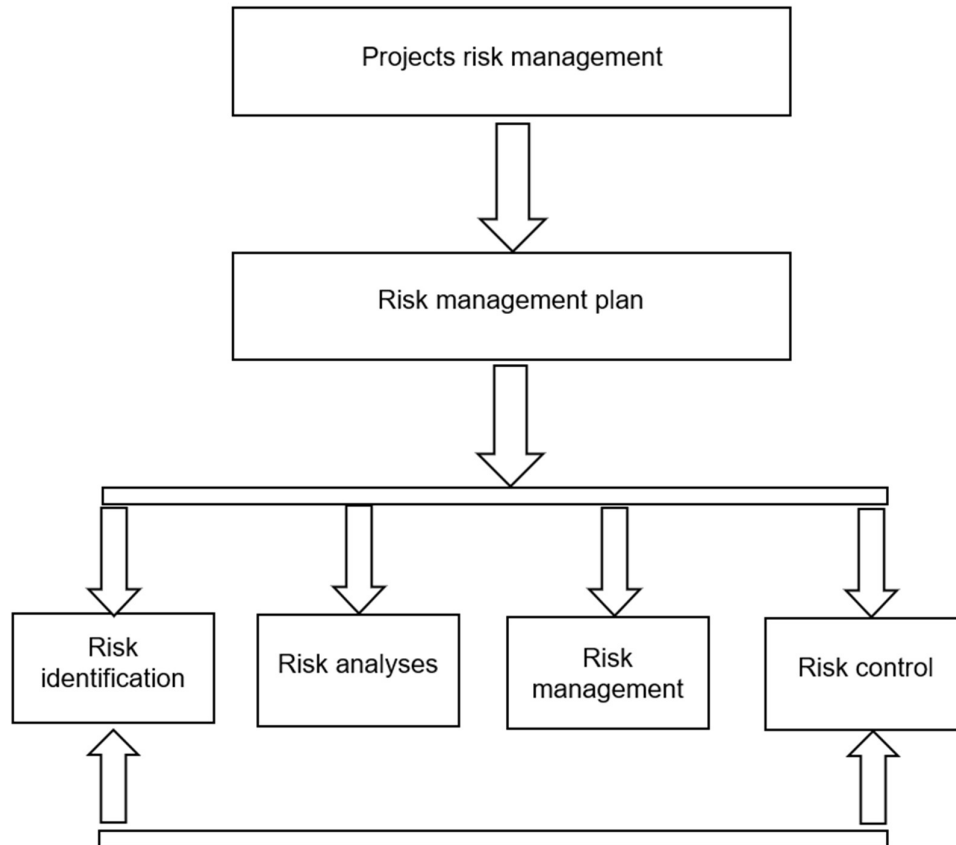 Projects risk management
Risk management plan
Risk
identification
Risk analyses
Risk
management
Risk control